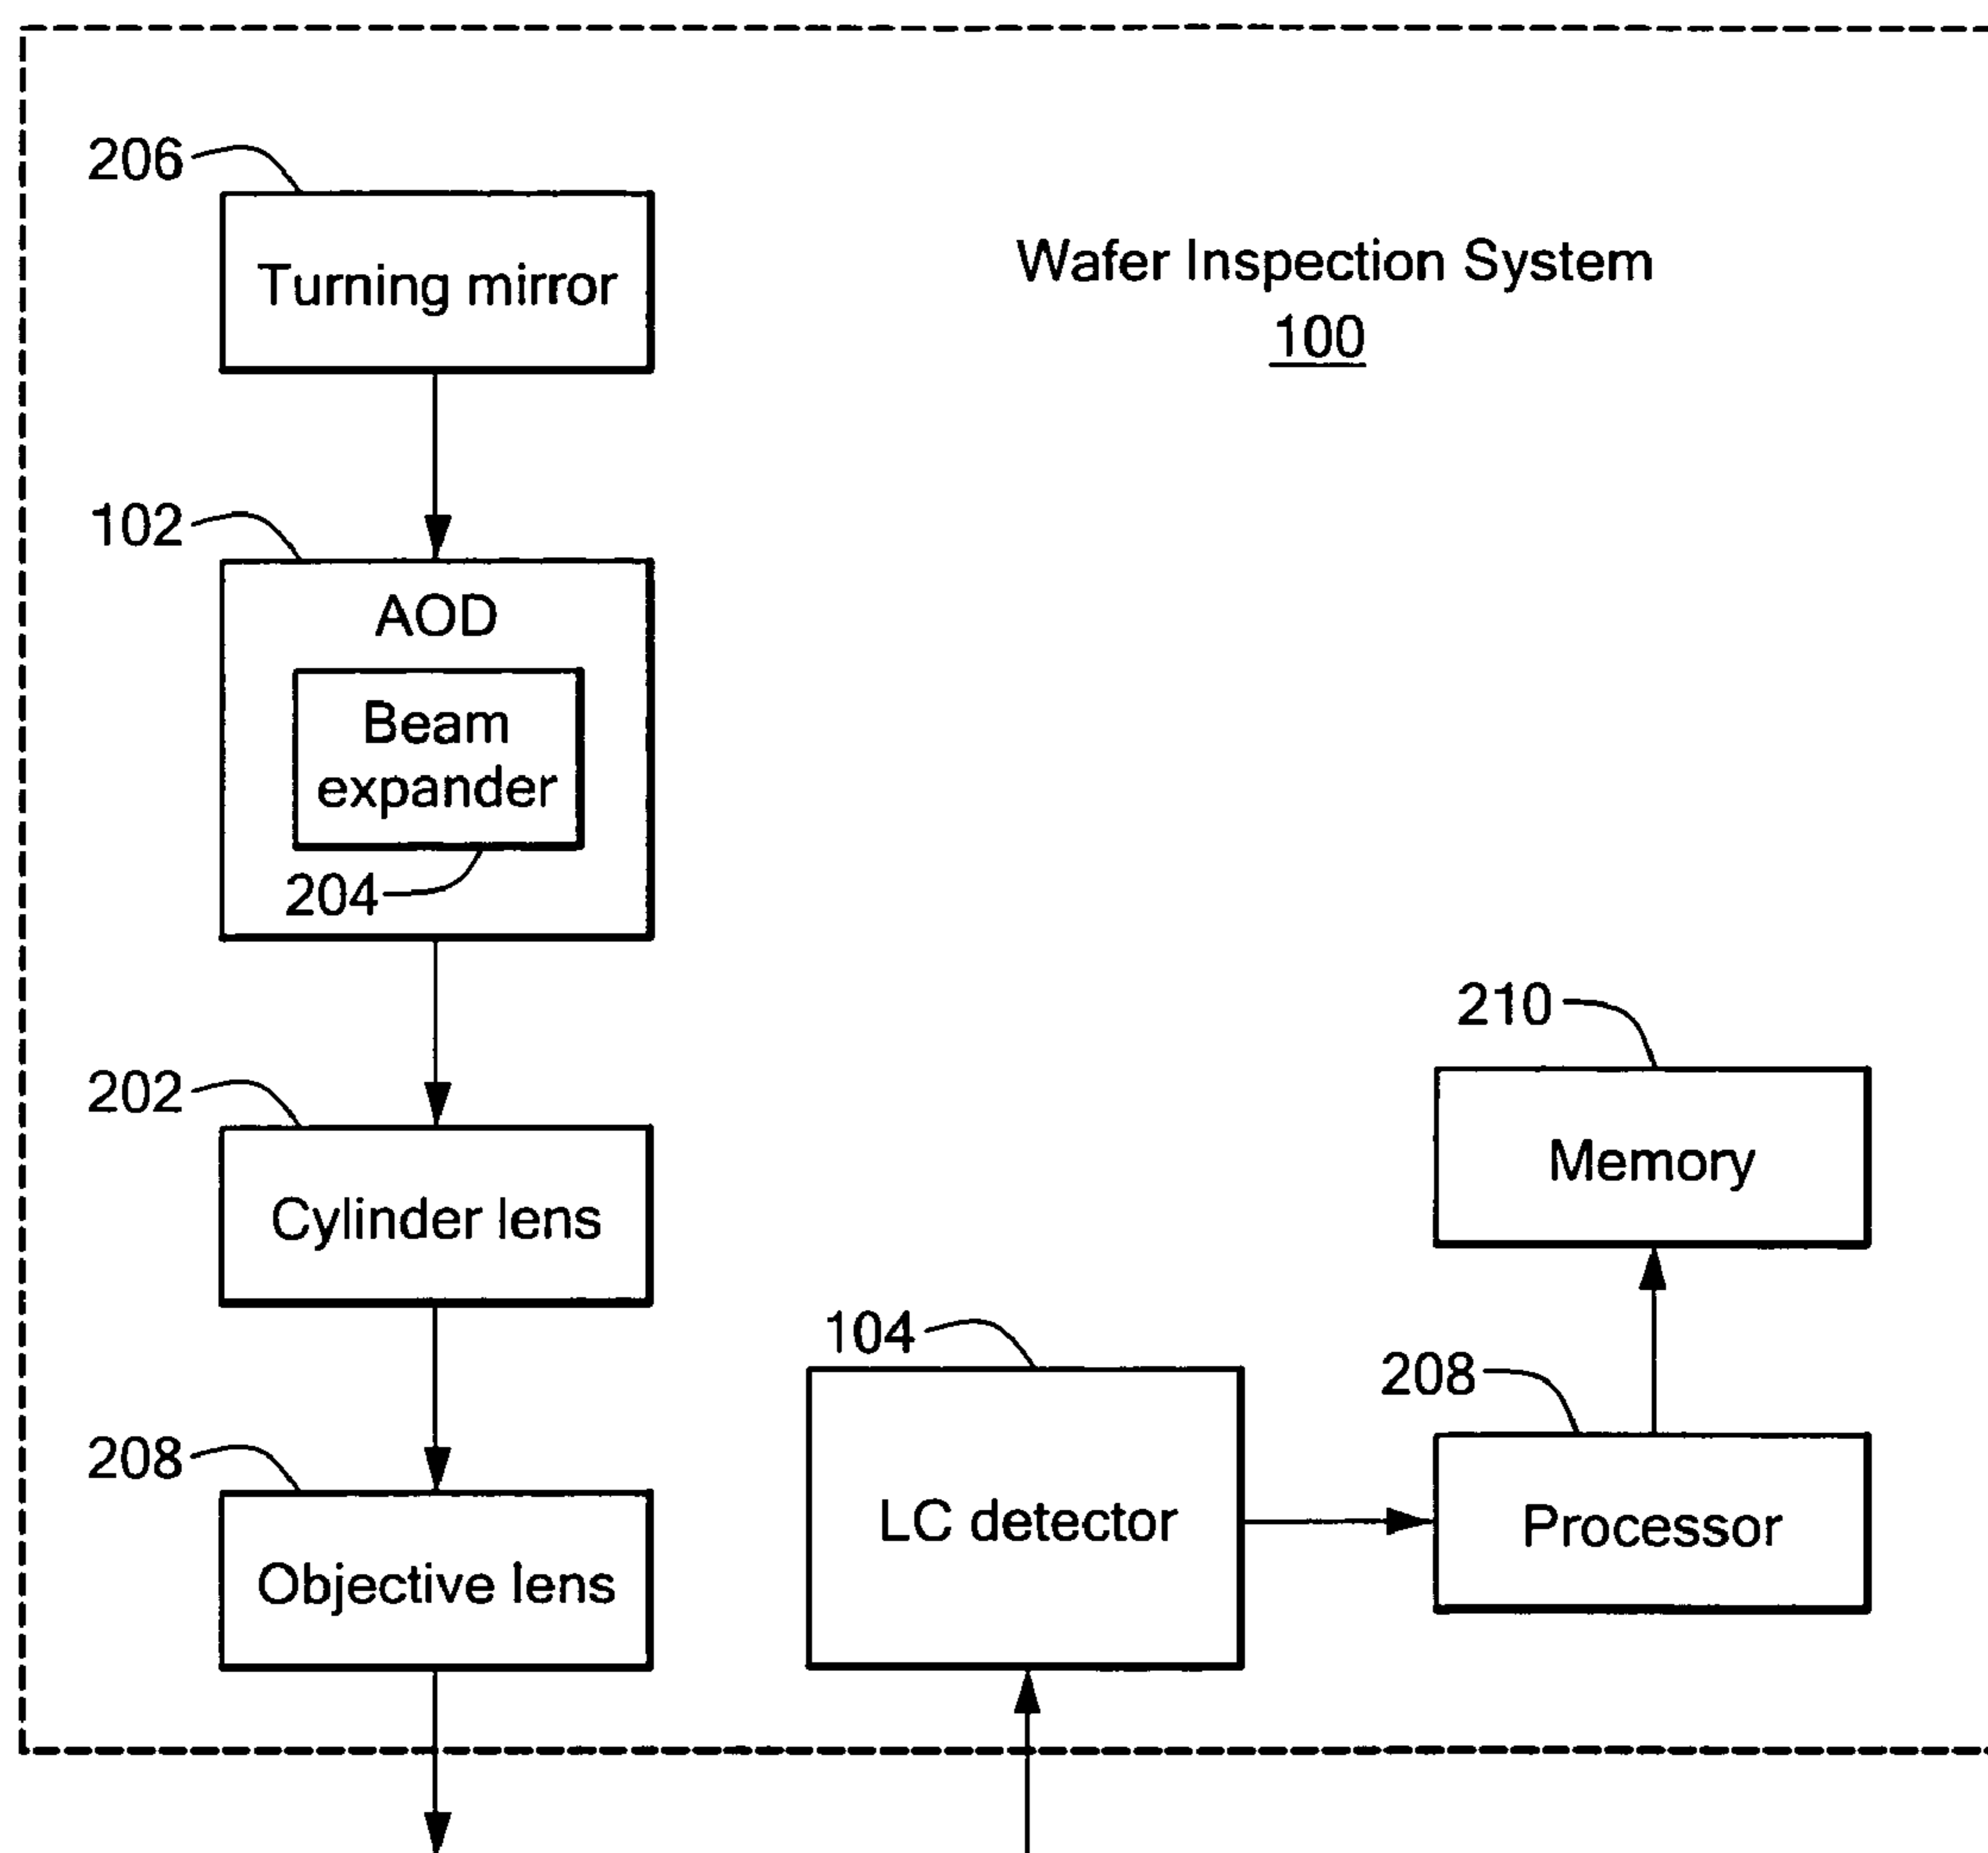 206
Turning mirror
Wafer Inspection System
100
102
AOD
Beam
expander
204
210
Memory
202
Cylinder lens
104
LC detector
208
Processor
208
Objective lens